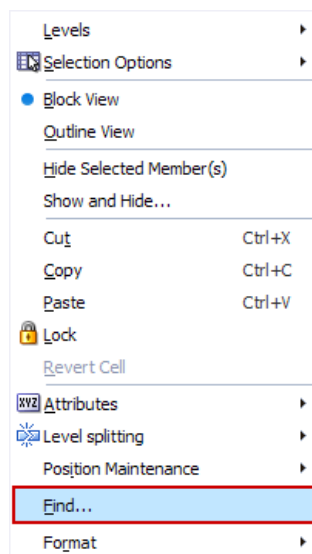 Levels
Selection Options
Block View
Outline View
Hide Selected Member(s)
Show and Hide...
Cut Ctrl+X
Copy Ctrl+C
Paste Ctrl+V
Lock
Revert Cell
XYZ Attributes
Level splitting
Position Maintenance
Find...
Format